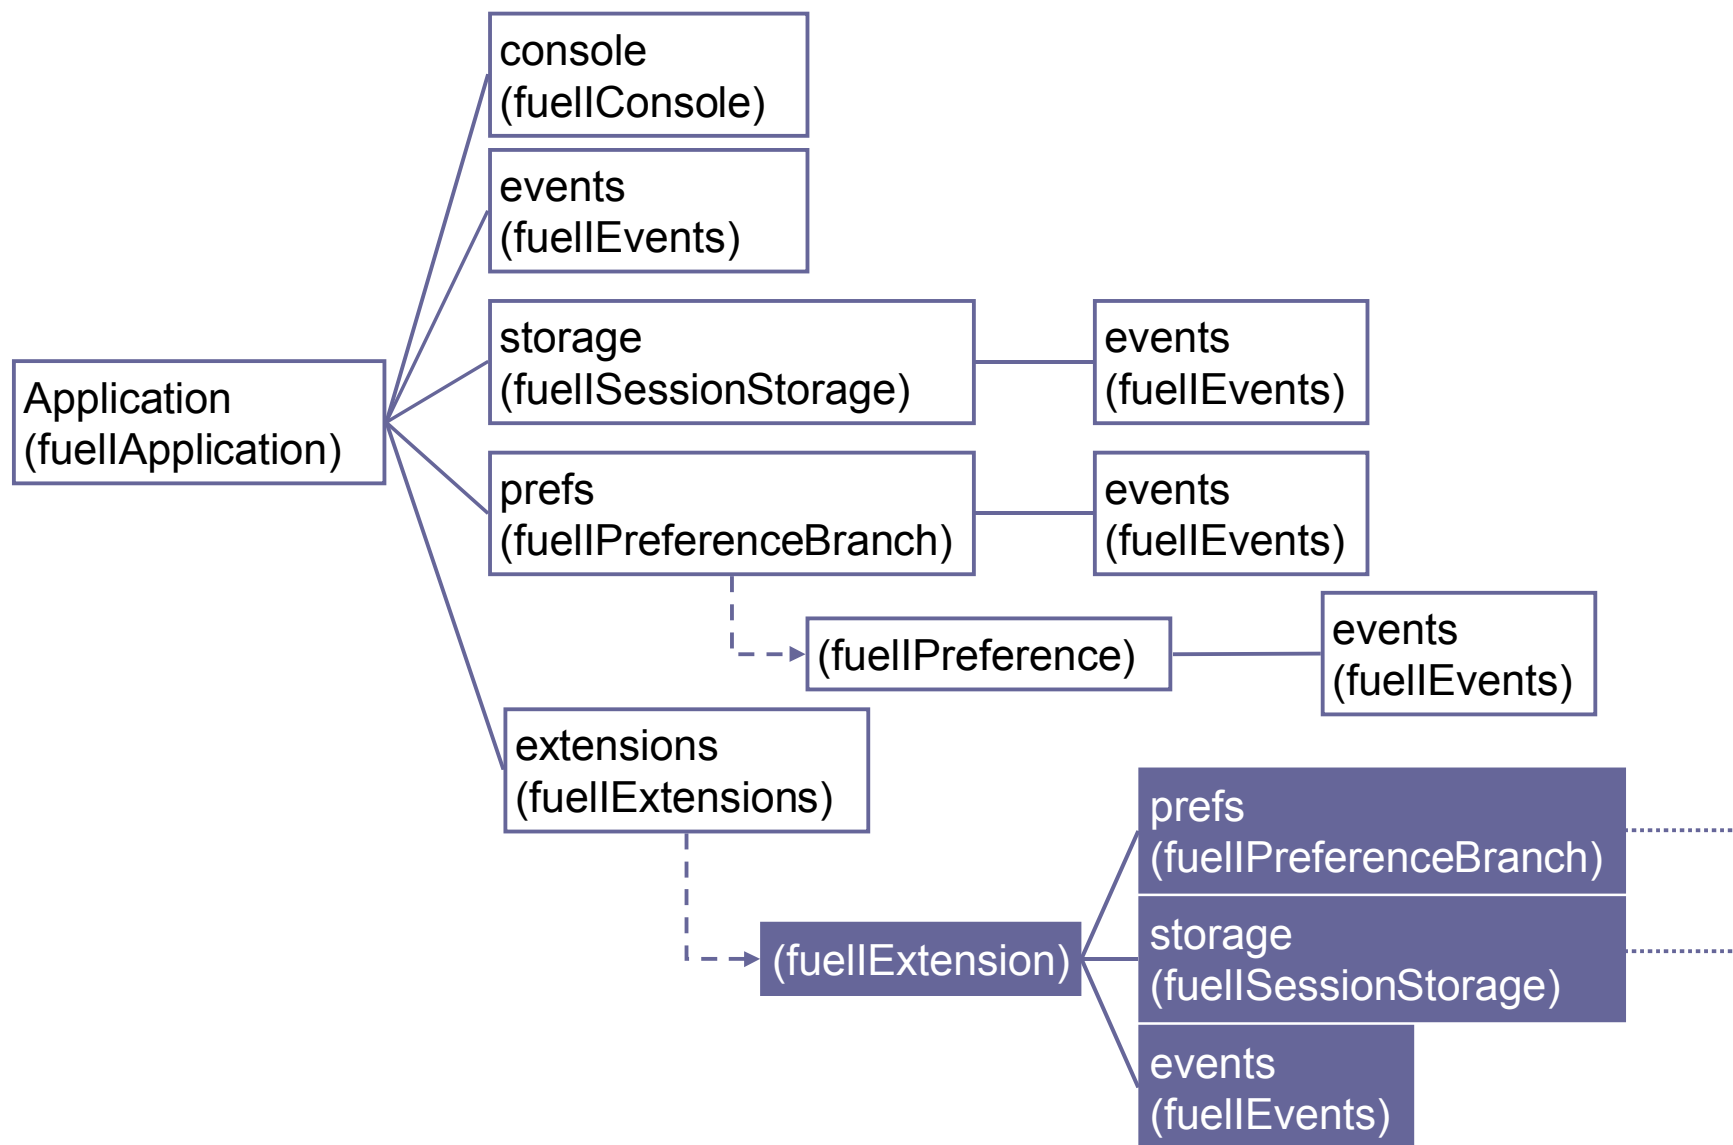 console
(fuelIConsole)
events
(fuelIEvents)
storage
(fuelISessionStorage)
events
(fuelIEvents)
Application
(fuelIApplication)
prefs
(fuelIPreferenceBranch)
events
(fuelIEvents)
(fuelIPreference)
events
(fuelIEvents)
extensions
(fuelIExtensions)
(fuelIExtension)
prefs
(fuelIPreferenceBranch)
storage
(fuelISessionStorage)
events
(fuelIEvents)